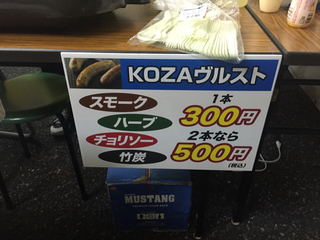 KOZAヴルスト
スモーク
ハーブ
チョリソー
竹炭
1本
300円
2本なら
500円
(税込)
MUSTANG